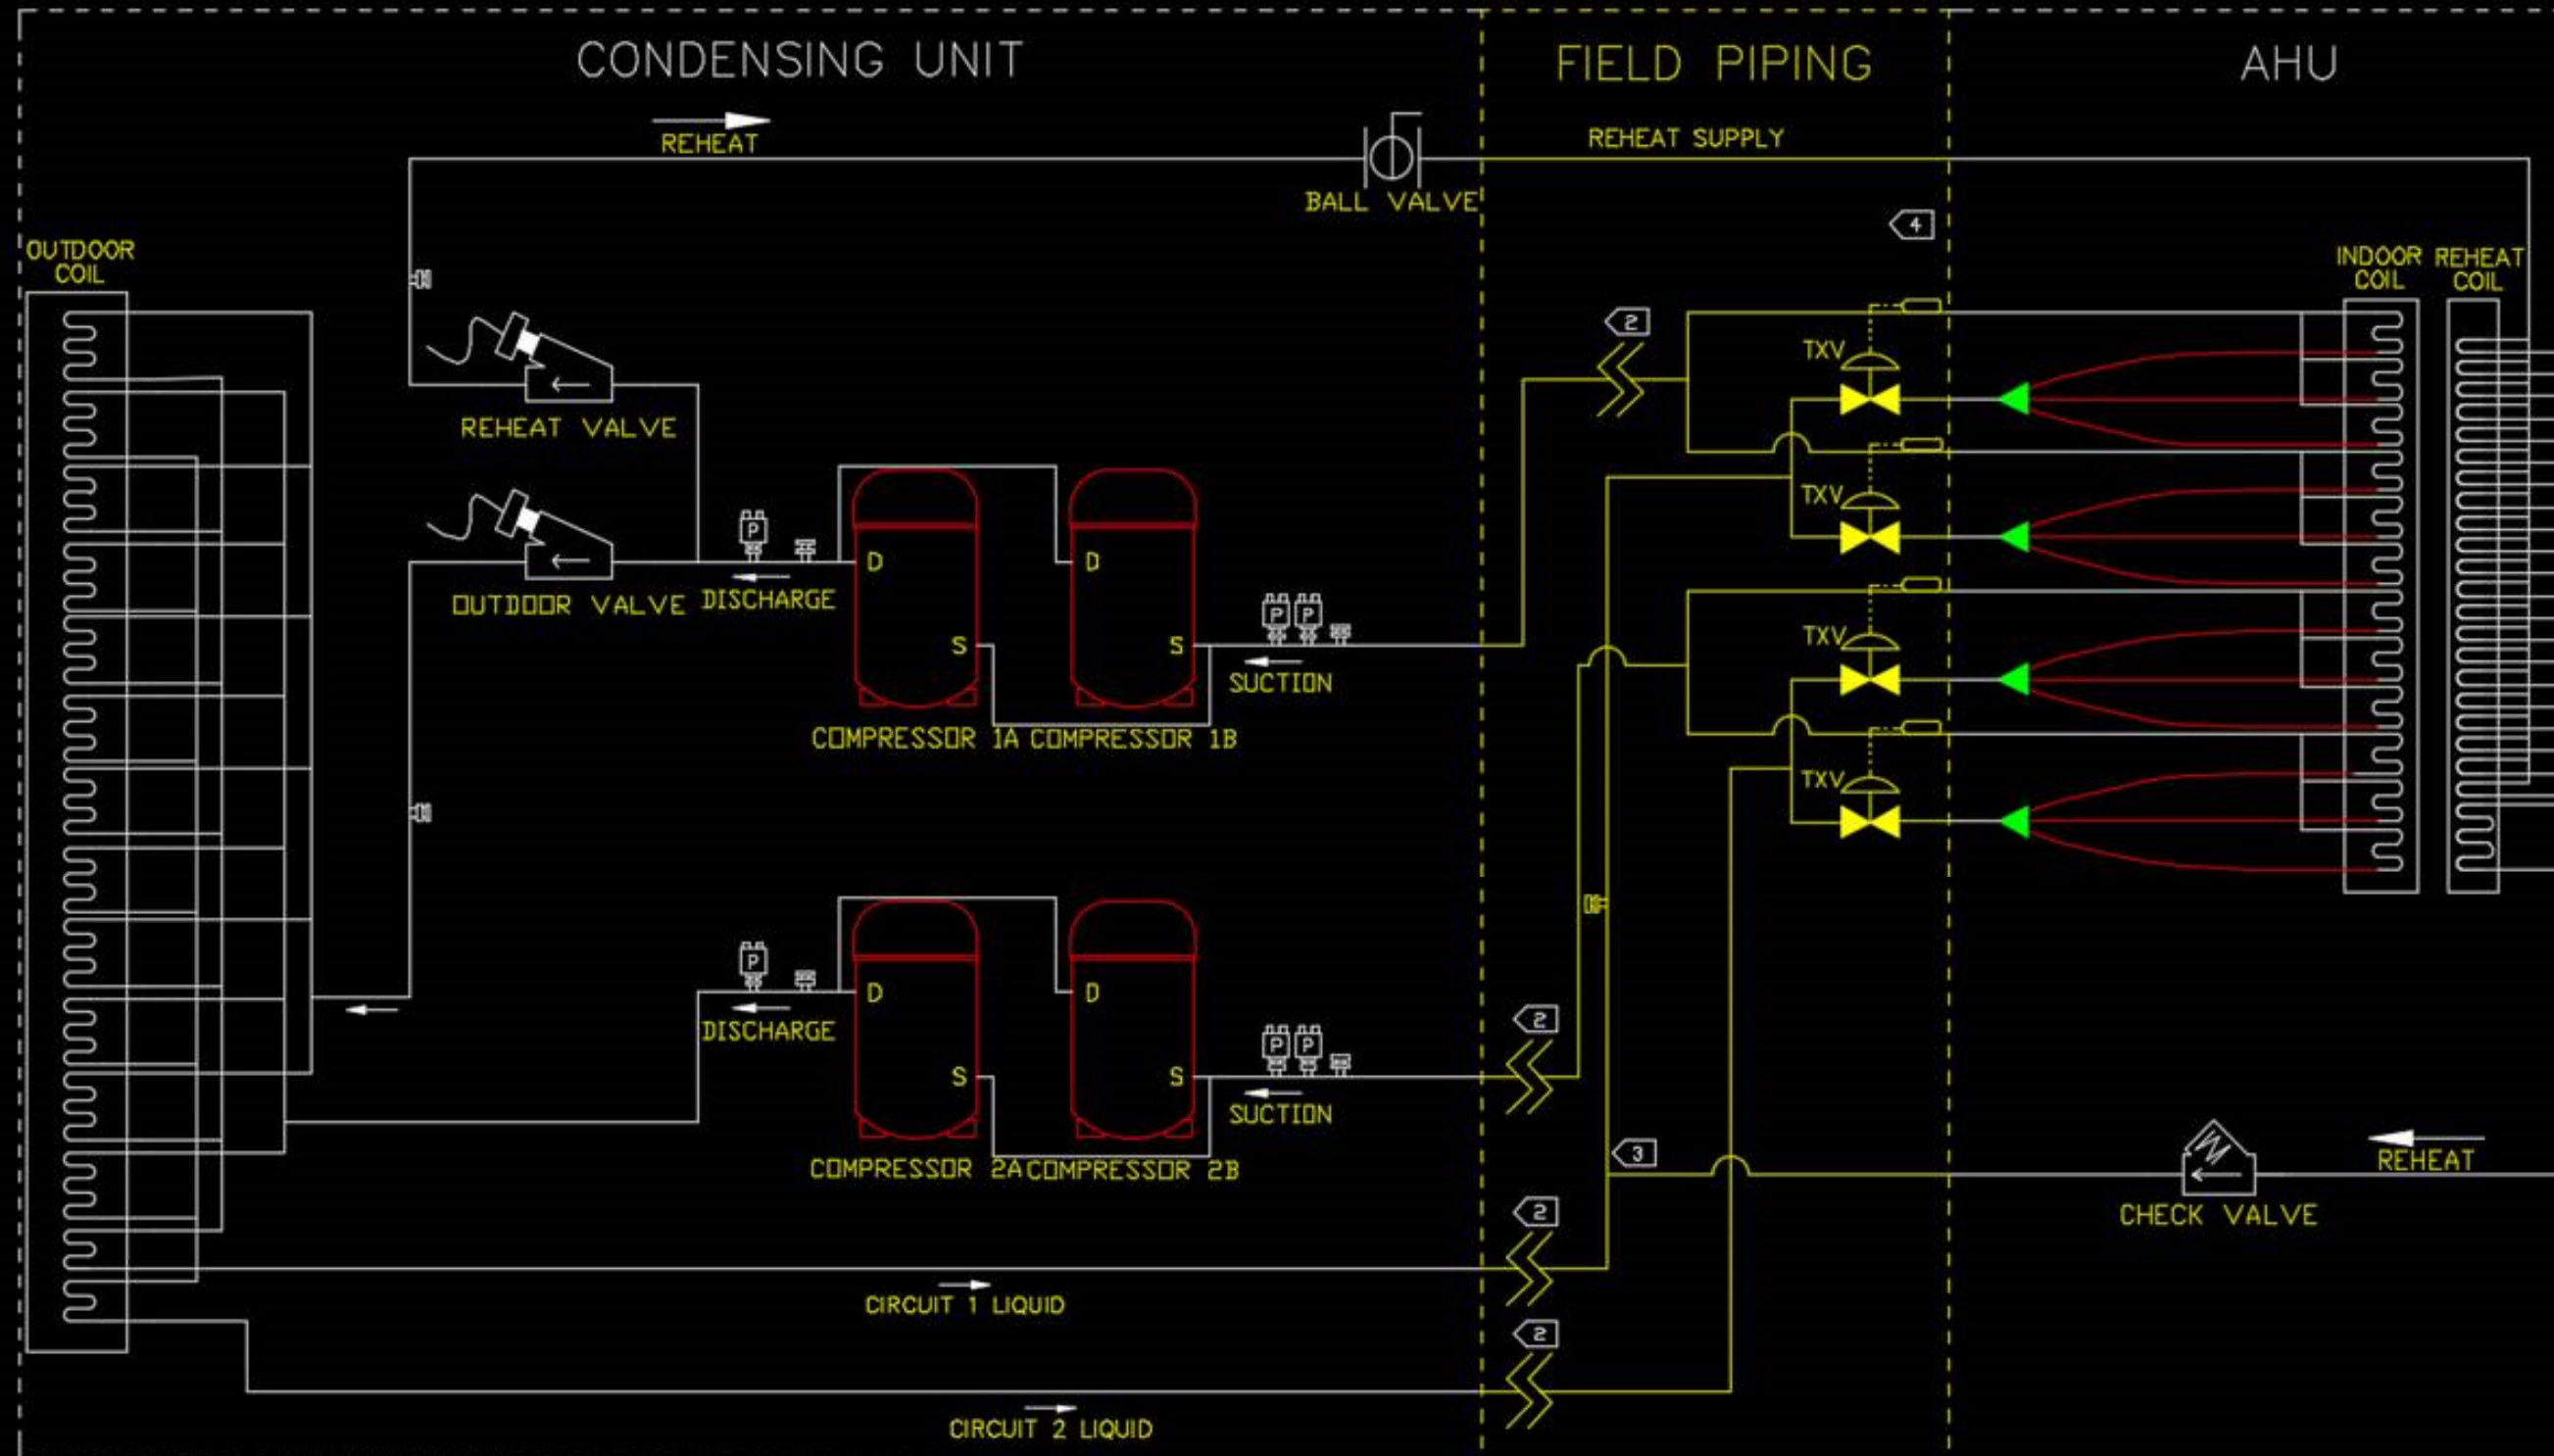 CONDENSING UNIT
FIELD PIPING
AHU
REHEAT
REHEAT SUPPLY
BALL VALVE
4
OUTDOOR
COIL
INDOOR
COIL
REHEAT
COIL
2
TXV
REHEAT VALVE
TXV
P
D
D
OUTDOOR VALVE
DISCHARGE
P
P
S
S
TXV
SUCTION
COMPRESSOR 1A
COMPRESSOR 1B
TXV
P
D
D
DISCHARGE
2
P
P
S
S
SUCTION
COMPRESSOR 2A
COMPRESSOR 2B
3
REHEAT
CHECK VALVE
2
CIRCUIT 1 LIQUID
2
CIRCUIT 2 LIQUID